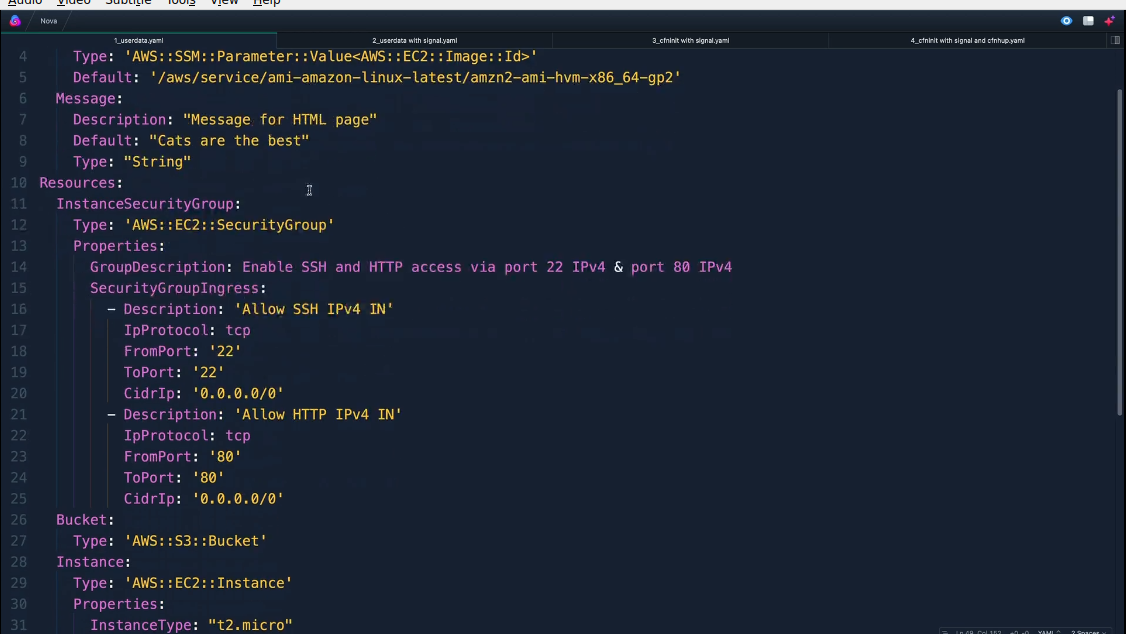 Audio Video Subtitle Tools View Help
Nova
1_userdata.yaml 2_userdata with signal.yaml 3_cfninit with signal.yaml 4_cfninit with signal and cfnhup.yaml
4 Type: 'AWS::SSM::Parameter::Value<AWS::EC2::Image::Id>'
5 Default: '/aws/service/ami-amazon-linux-latest/amzn2-ami-hvm-x86_64-gp2'
6 Message:
7 Description: "Message for HTML page"
8 Default: "Cats are the best"
9 Type: "String"
10 Resources:
11 InstanceSecurityGroup:
12 Type: 'AWS::EC2::SecurityGroup'
13 Properties:
14 GroupDescription: Enable SSH and HTTP access via port 22 IPv4 & port 80 IPv4
15 SecurityGroupIngress:
16 - Description: 'Allow SSH IPv4 IN'
17 IpProtocol: tcp
18 FromPort: '22'
19 ToPort: '22'
20 CidrIp: '0.0.0.0/0'
21 - Description: 'Allow HTTP IPv4 IN'
22 IpProtocol: tcp
23 FromPort: '80'
24 ToPort: '80'
25 CidrIp: '0.0.0.0/0'
26 Bucket:
27 Type: 'AWS::S3::Bucket'
28 Instance:
29 Type: 'AWS::EC2::Instance'
30 Properties:
31 InstanceType: "t2.micro"